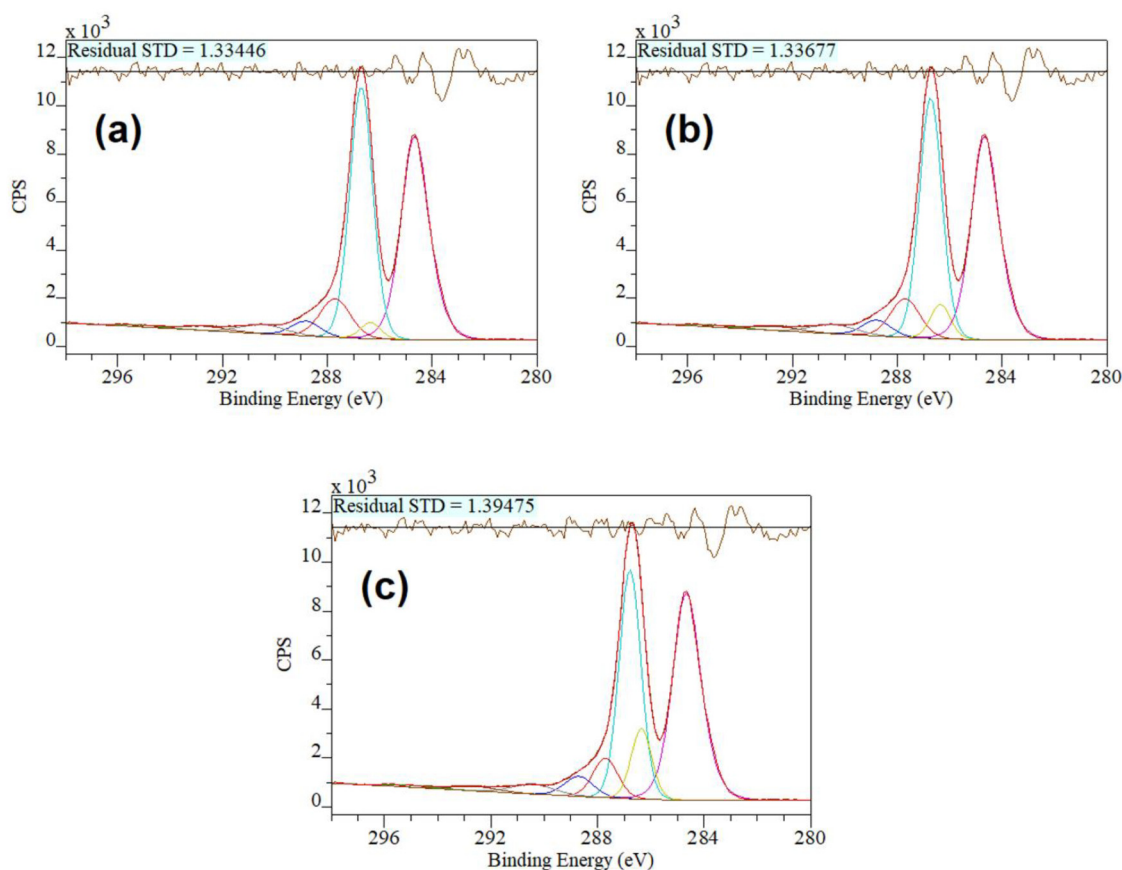 x 10³
Residual STD = 1.33446
12
10
8
6
4
2
0
CPS
(a)
296 292 288 284 280
Binding Energy (eV)
x 10³
Residual STD = 1.33677
12
10
8
6
4
2
0
CPS
(b)
296 292 288 284 280
Binding Energy (eV)
x 10³
Residual STD = 1.39475
12
10
8
6
4
2
0
CPS
(c)
296 292 288 284 280
Binding Energy (eV)